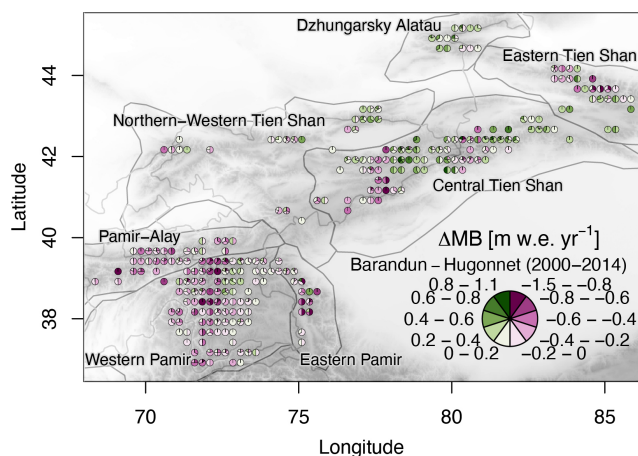 Dzhungarsky Alatau
Eastern Tien Shan
Northern−Western Tien Shan
Central Tien Shan
Pamir−Alay
ΔMB [m w.e. yr−1]
Barandun − Hugonnet (2000−2014)
0.8 − 1.1 −1.5 −−0.8
0.6 − 0.8 −0.8 −−0.6
0.4 − 0.6 −0.6 −−0.4
0.2 − 0.4 −0.4 −−0.2
0 − 0.2 −0.2 − 0
Western Pamir
Eastern Pamir
44
42
40
38
Latitude
70 75 80 85
Longitude